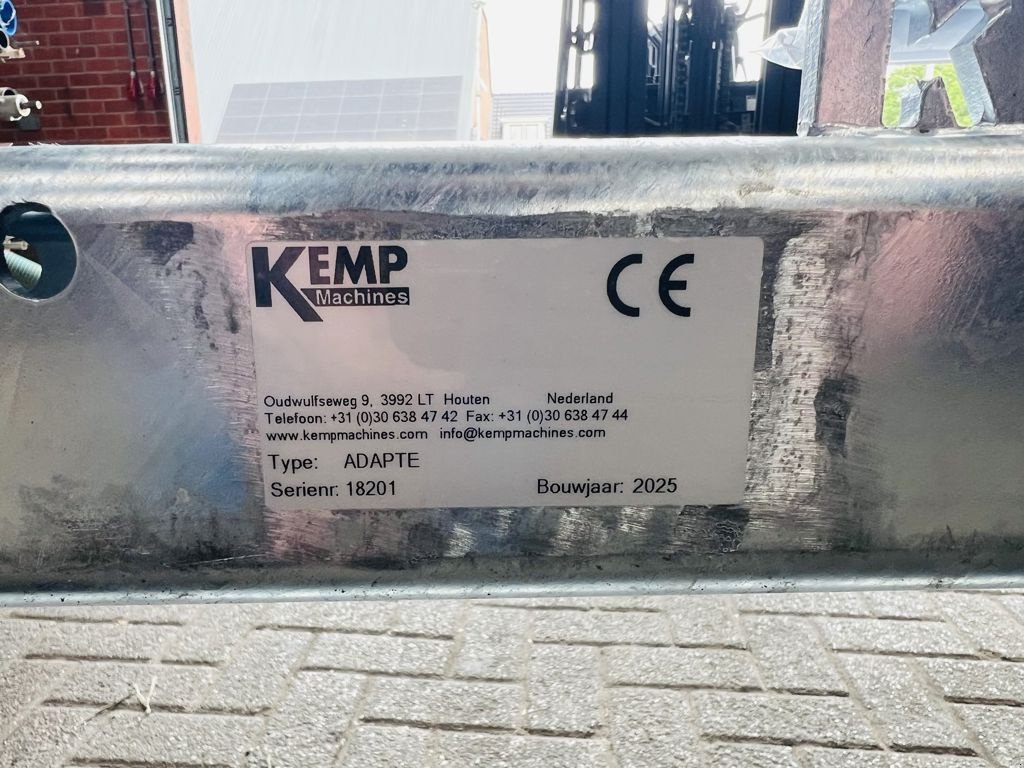 KEMP
Machines
CE
Oudwulfseweg 9, 3992 LT Houten Nederland
Telefoon: +31 (0)30 638 47 42 Fax: +31 (0)30 638 47 44
www.kempmachines.com info@kempmachines.com
Type: ADAPTE
Serienr: 18201 Bouwjaar: 2025
K